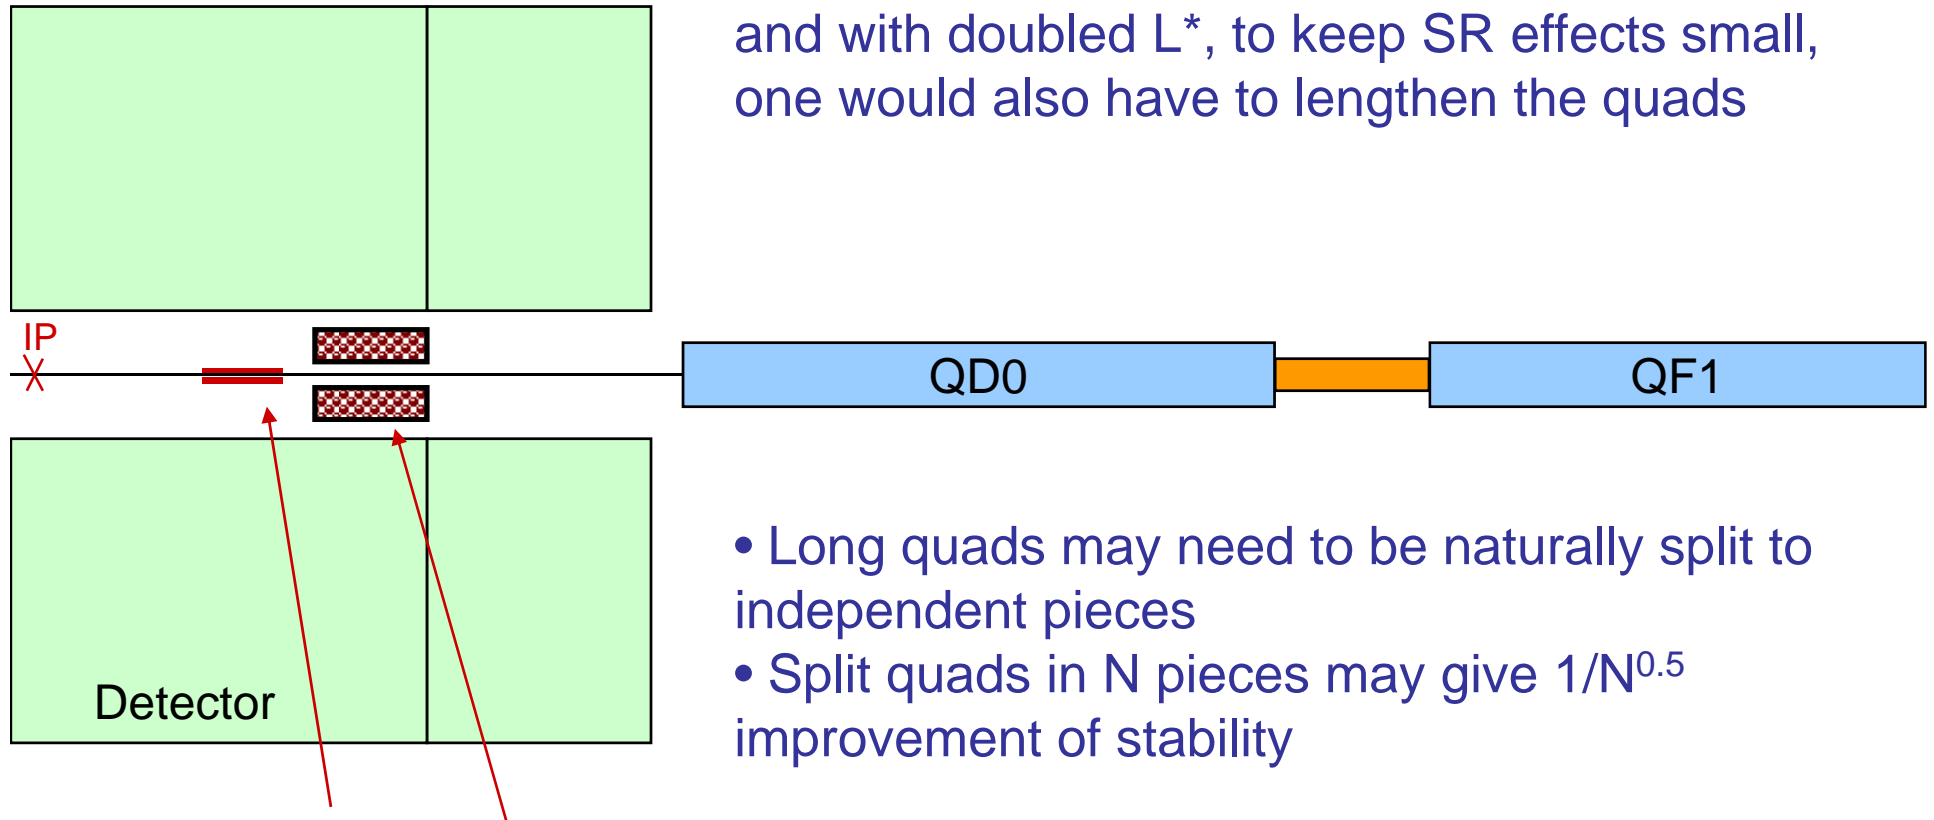 and with doubled L*, to keep SR effects small,
one would also have to lengthen the quads
IP
QD0
QF1
• Long quads may need to be naturally split to
independent pieces
• Split quads in N pieces may give 1/N^0.5
improvement of stability
Detector